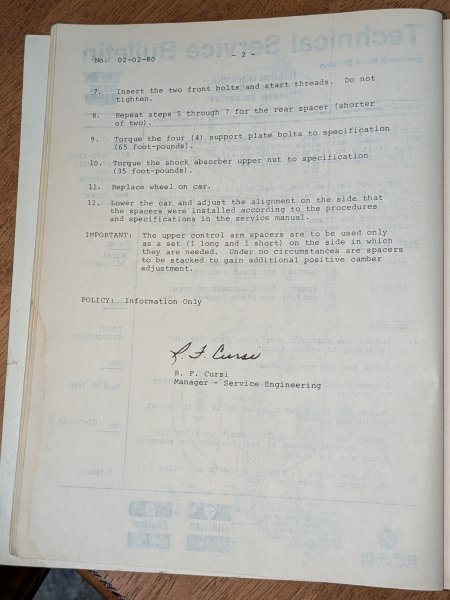 No. 02-02-80 - 2 -
7. Insert the two front bolts and start threads. Do not
tighten.
8. Repeat steps 5 through 7 for the rear spacer (shorter
of two).
9. Torque the four (4) support plate bolts to specification
(65 foot-pounds).
10. Torque the shock absorber upper nut to specification
(35 foot-pounds).
11. Replace wheel on car.
12. Lower the car and adjust the alignment on the side that
the spacers were installed according to the procedures
and specifications in the service manual.
IMPORTANT: The upper control arm spacers are to be used only
as a set (1 long and 1 short) on the side in which
they are needed. Under no circumstances are spacers
to be stacked to gain additional positive camber
adjustment.
POLICY: Information Only
R. F. Cursi
R. F. Cursi
Manager - Service Engineering